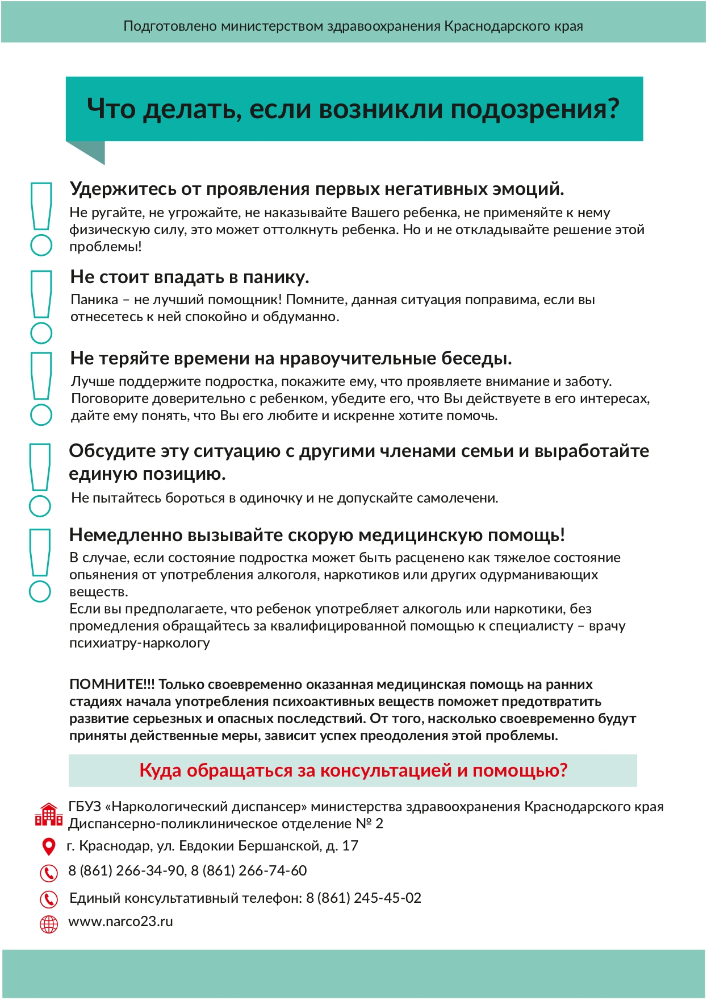 Подготовлено министерством здравоохранения Краснодарского края
Что делать, если возникли подозрения?
Удержитесь от проявления первых негативных эмоций.
Не ругайте, не угрожайте, не наказывайте Вашего ребенка, не применяйте к нему
физическую силу, это может оттолкнуть ребенка. Но и не откладывайте решение этой
проблемы!
Не стоит впадать в панику.
Паника – не лучший помощник! Помните, данная ситуация поправима, если вы
отнесетесь к ней спокойно и обдуманно.
Не теряйте времени на нравоучительные беседы.
Лучше поддержите подростка, покажите ему, что проявляете внимание и заботу.
Поговорите доверительно с ребенком, убедите его, что Вы действуете в его интересах,
дайте ему понять, что Вы его любите и искренне хотите помочь.
Обсудите эту ситуацию с другими членами семьи и выработайте
единую позицию.
Не пытайтесь бороться в одиночку и не допускайте самолечени.
Немедленно вызывайте скорую медицинскую помощь!
В случае, если состояние подростка может быть расценено как тяжелое состояние
опьянения от употребления алкоголя, наркотиков или других одурманивающих
веществ.
Если вы предполагаете, что ребенок употребляет алкоголь или наркотики, без
промедления обращайтесь за квалифицированной помощью к специалисту – врачу
психиатру-наркологу
ПОМНИТЕ!!! Только своевременно оказанная медицинская помощь на ранних
стадиях начала употребления психоактивных веществ поможет предотвратить
развитие серьезных и опасных последствий. От того, насколько своевременно будут
приняты действенные меры, зависит успех преодоления этой проблемы.
Куда обращаться за консультацией и помощью?
ГБУЗ «Наркологический диспансер» министерства здравоохранения Краснодарского края
Диспансерно-поликлиническое отделение № 2
г. Краснодар, ул. Евдокии Бершанской, д. 17
8 (861) 266-34-90, 8 (861) 266-74-60
Единый консультативный телефон: 8 (861) 245-45-02
www.narco23.ru